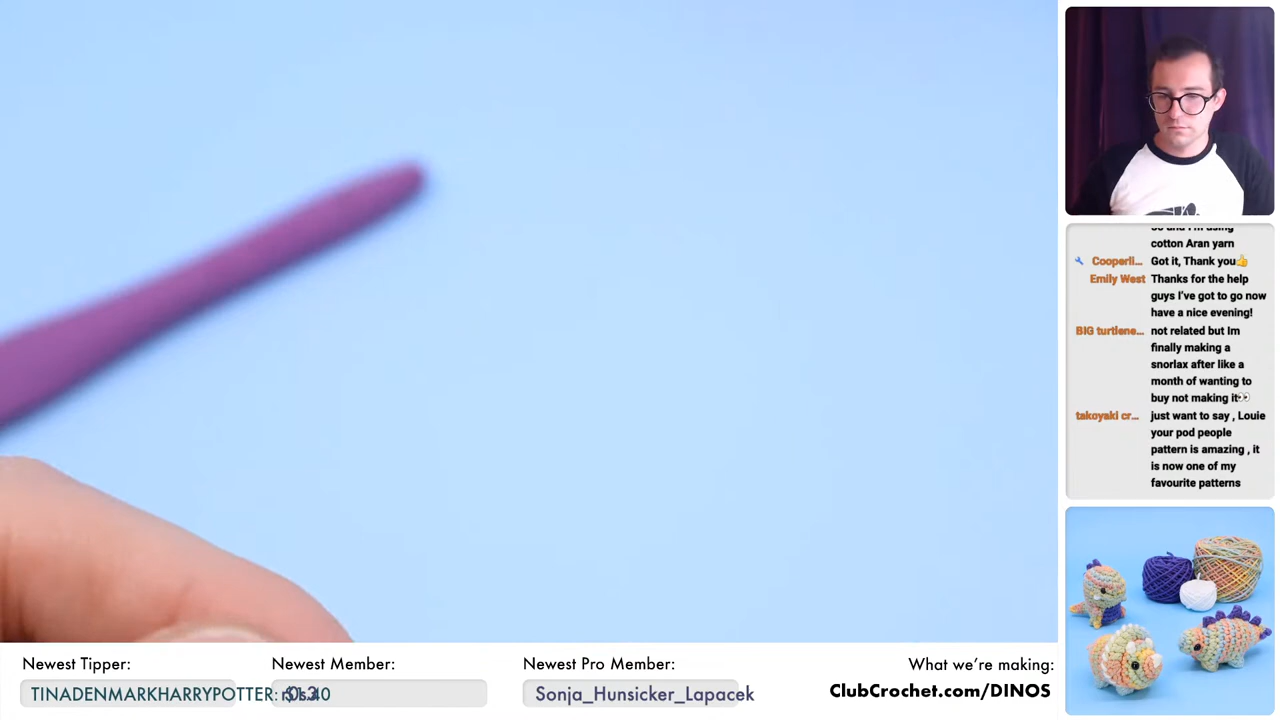 cotton Aran yarn
Cooperli... Got it, Thank you👍
Emily West Thanks for the help
guys I've got to go now
have a nice evening!
BIG turtlene... not related but Im
finally making a
snorlax after like a
month of wanting to
buy not making it👀
takoyaki cr... just want to say , Louie
your pod people
pattern is amazing , it
is now one of my
favourite patterns
Newest Tipper:
TINADENMARKHARRYPOTTER:
Newest Member:
Newest Pro Member:
Sonja_Hunsicker_Lapacek
What we're making:
ClubCrochet.com/DINOS